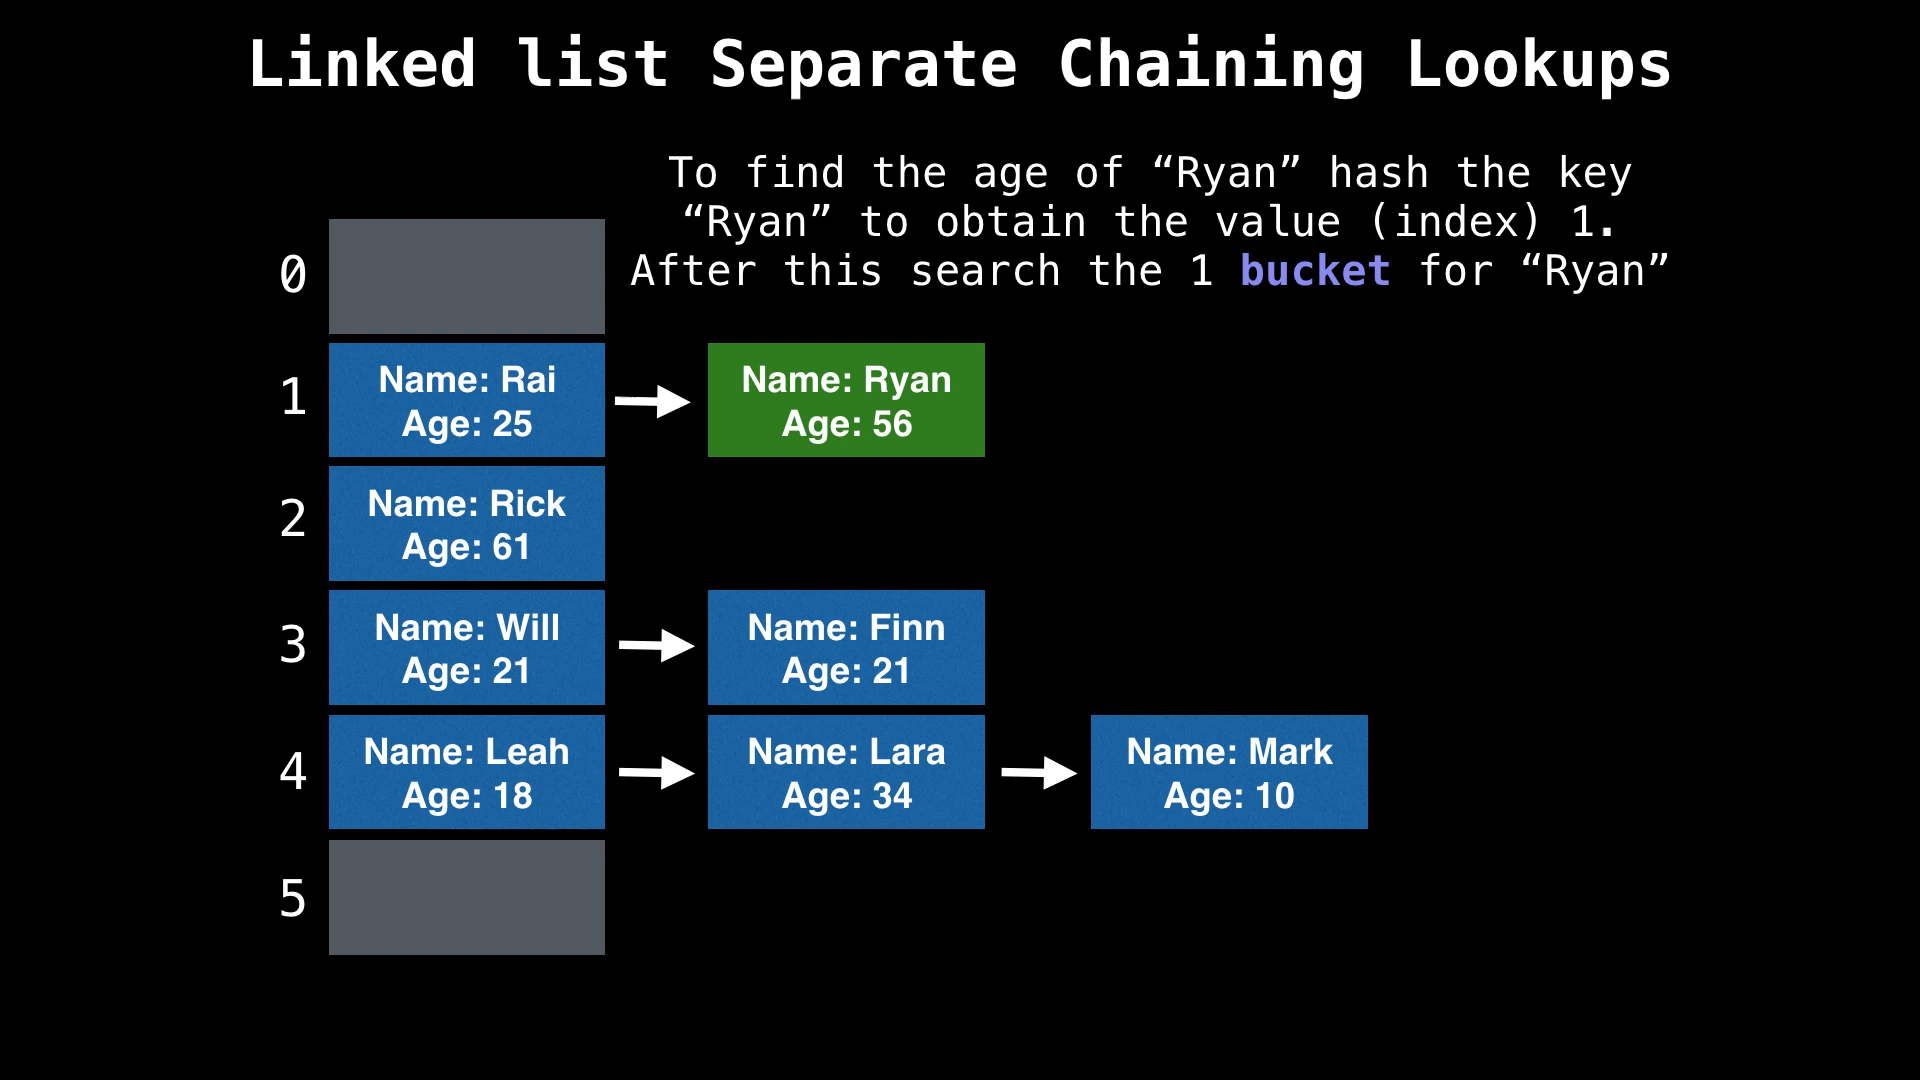 Linked list Separate Chaining Lookups
To find the age of “Ryan” hash the key
“Ryan” to obtain the value (index) 1.
After this search the 1 bucket for “Ryan”
0
1
Name: Rai
Age: 25
Name: Ryan
Age: 56
2
Name: Rick
Age: 61
3
Name: Will
Age: 21
Name: Finn
Age: 21
4
Name: Leah
Age: 18
Name: Lara
Age: 34
Name: Mark
Age: 10
5